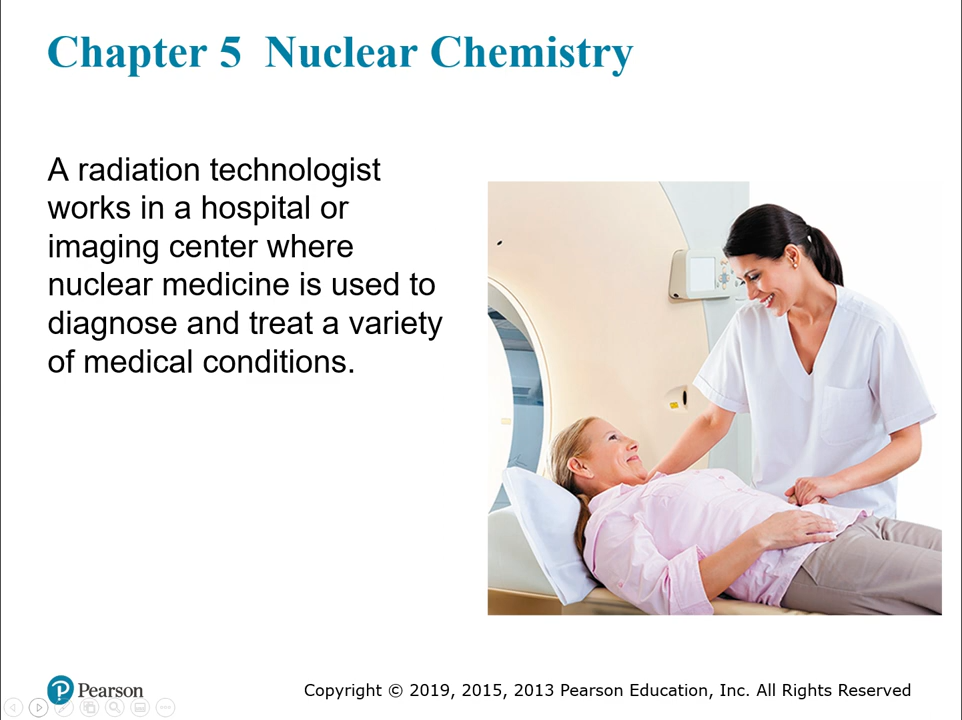 Chapter 5 Nuclear Chemistry
A radiation technologist
works in a hospital or
imaging center where
nuclear medicine is used to
diagnose and treat a variety
of medical conditions.
Pearson
Copyright © 2019, 2015, 2013 Pearson Education, Inc. All Rights Reserved